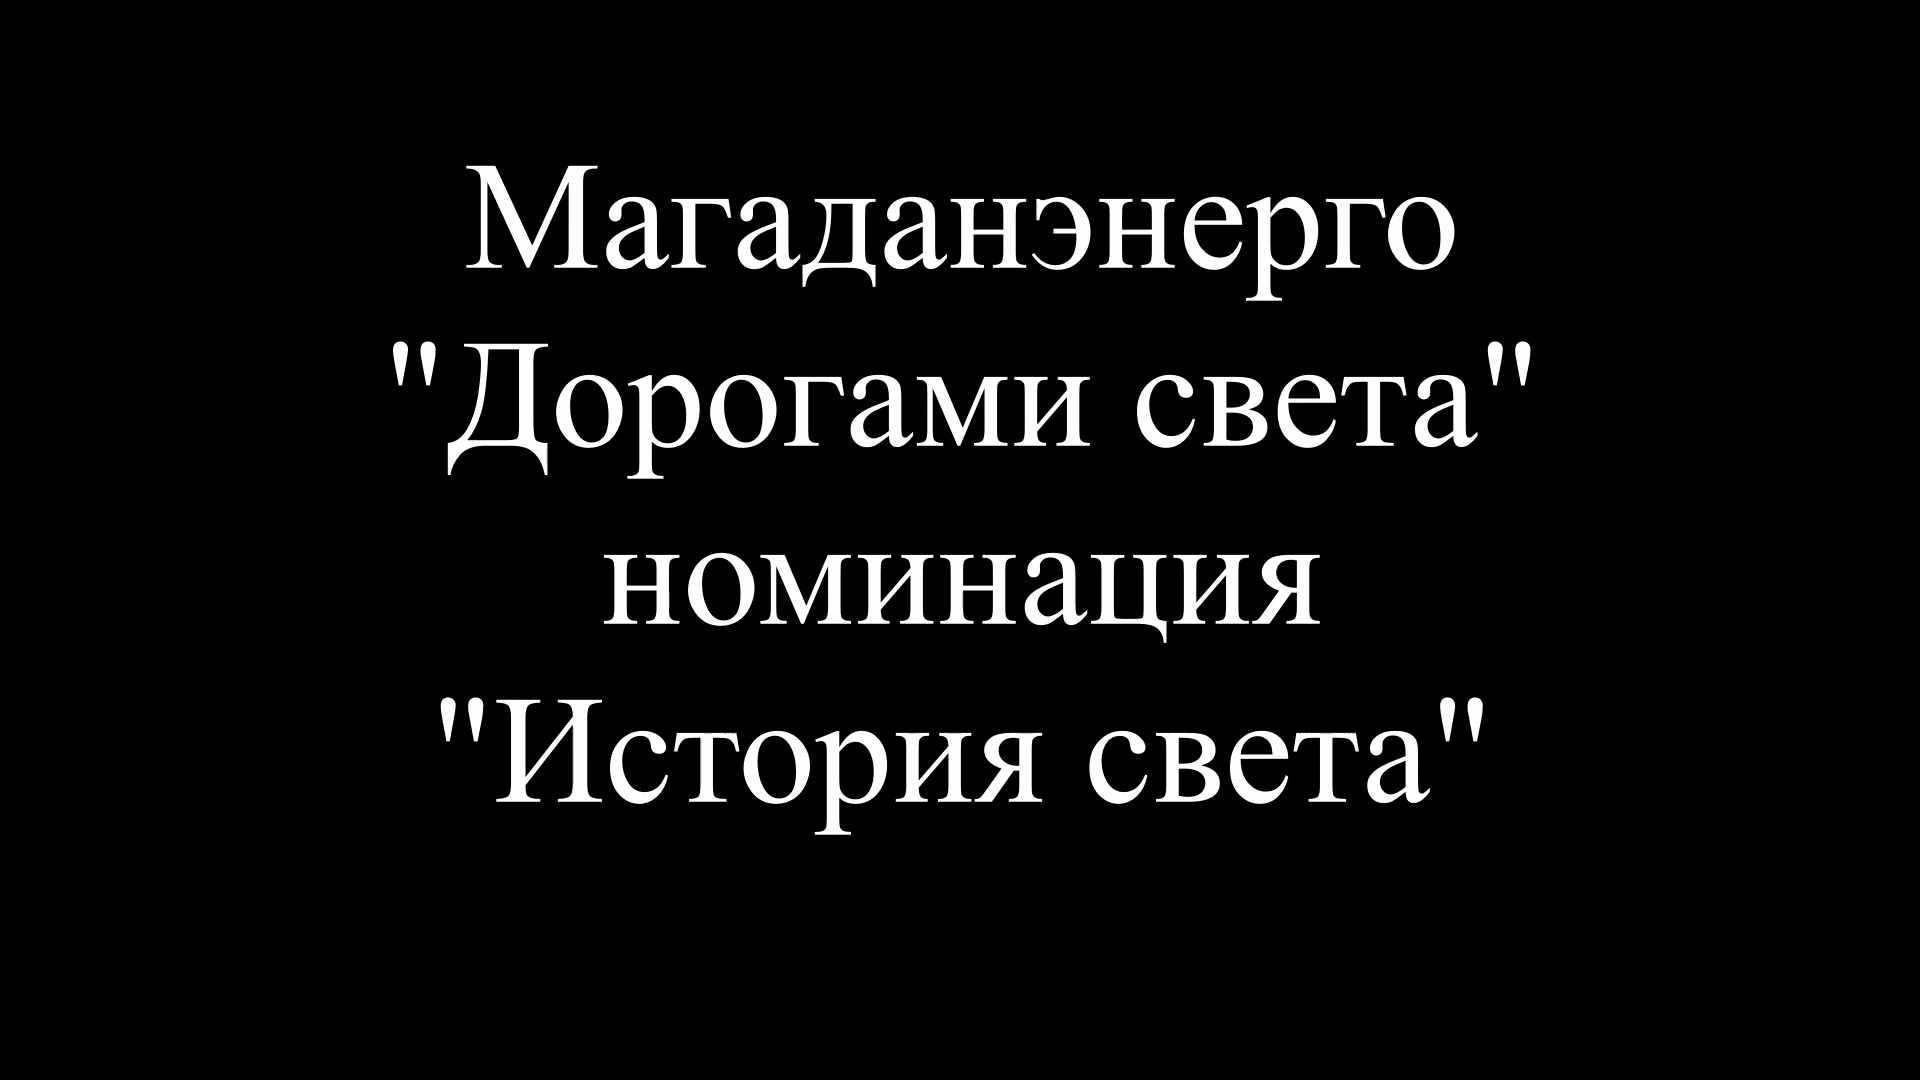 Магаданэнерго
"Дорогами света"
номинация
"История света"